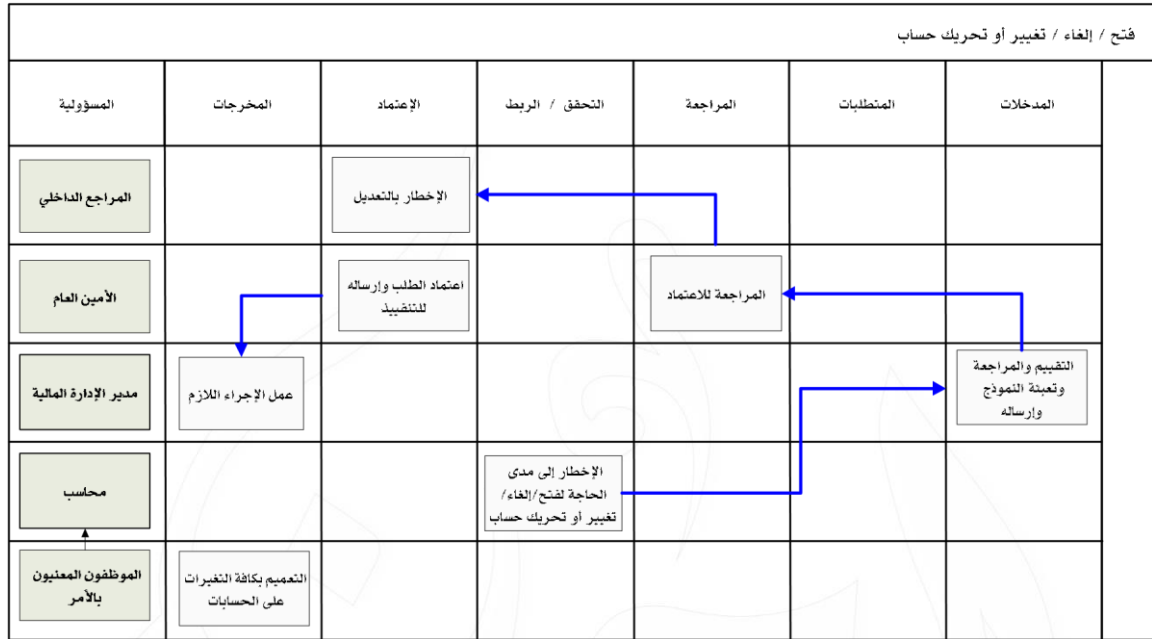 فتح / إلغاء / تغيير أو تحريك حساب
المدخلات
المتطلبات
المراجعة
التحقق / الربط
الإعتماد
المخرجات
المسؤولية
الإخطار بالتعديل
المراجع الداخلي
المراجعة للاعتماد
اعتماد الطلب وإرساله
للتنفييذ
الأمين العام
التقييم والمراجعة
وتعبئة النموذج
وإرساله
عمل الإجراء اللازم
مدير الإدارة المالية
الإخطار إلى مدى
الحاجة لفتح/إلغاء/
تغيير أو تحريك حساب
محاسب
التعميم بكافة التغيرات
على الحسابات
الموظفون المعنيون
بالأمر